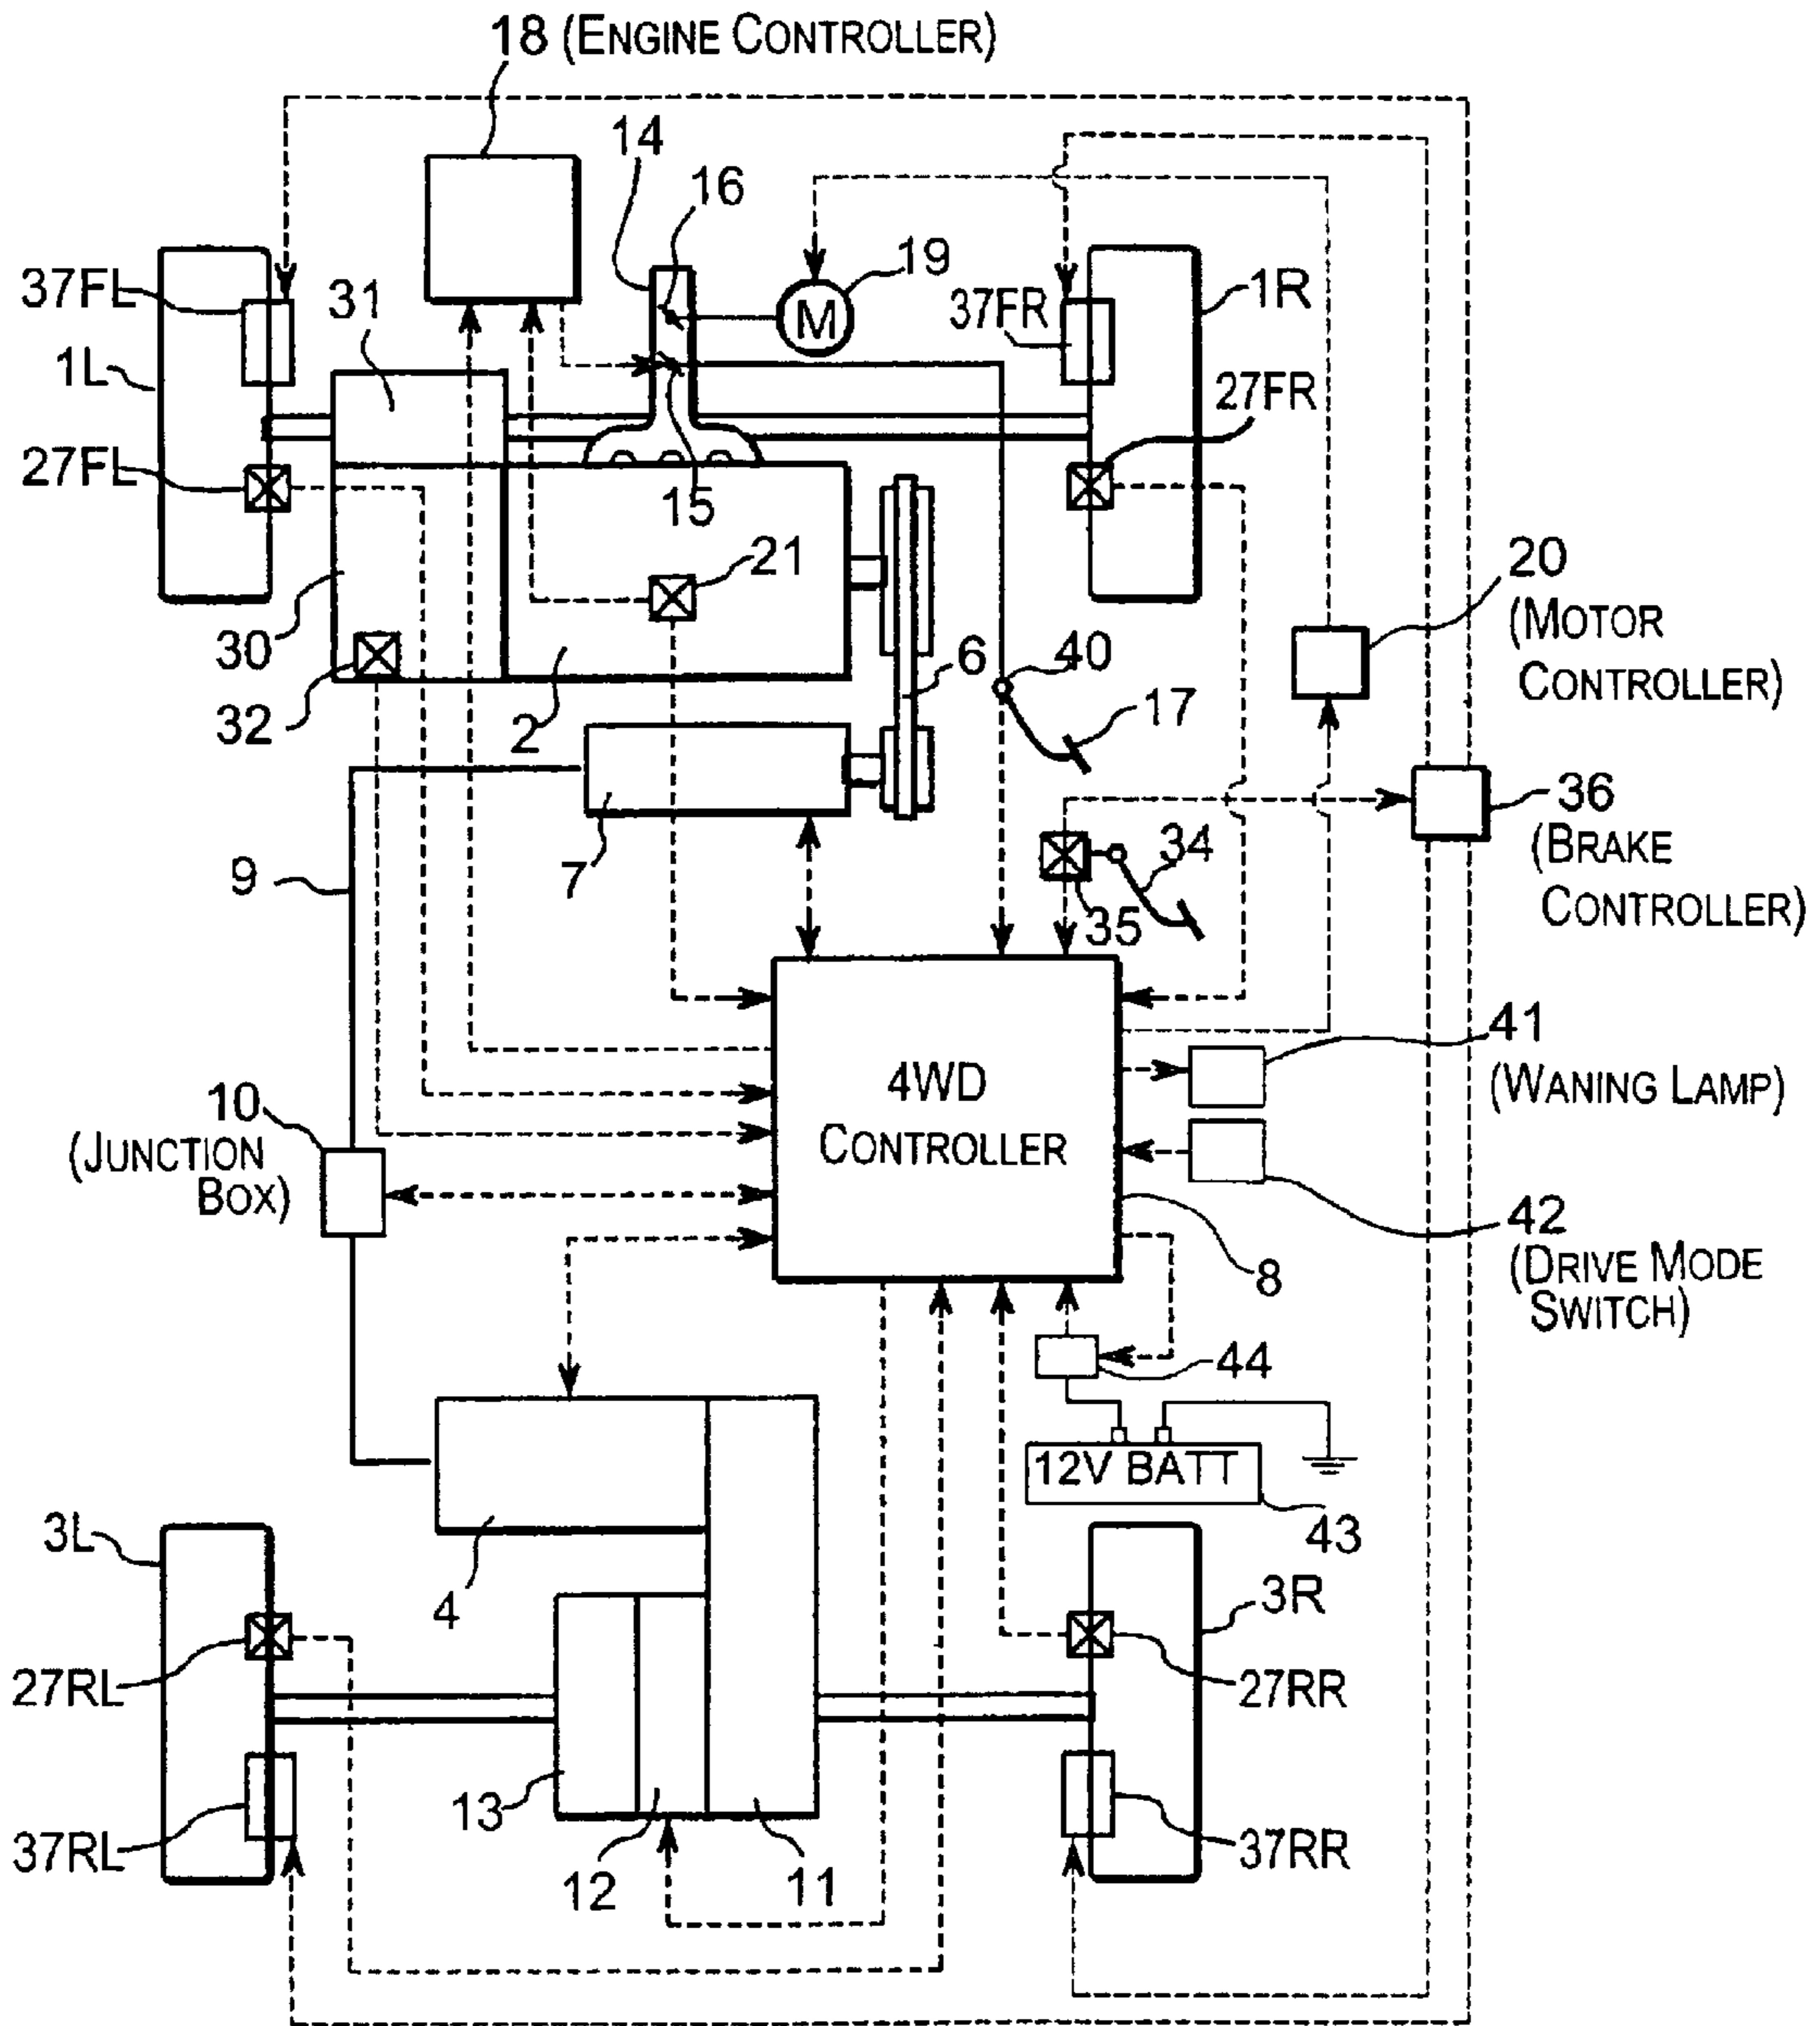 18 (ENGINE CONTROLLER)
14
16
19
37FL
31
M
37FR
1R
1L
27FR
27FL
15
21
20
(MOTOR
CONTROLLER)
30
6
40
32
2
17
36
(BRAKE
CONTROLLER)
9
7
34
35
41
(WANING LAMP)
10
(JUNCTION
BOX)
4WD
CONTROLLER
42
(DRIVE MODE
SWITCH)
8
44
12V BATT
43
3L
4
3R
27RL
27RR
13
37RL
12
11
37RR